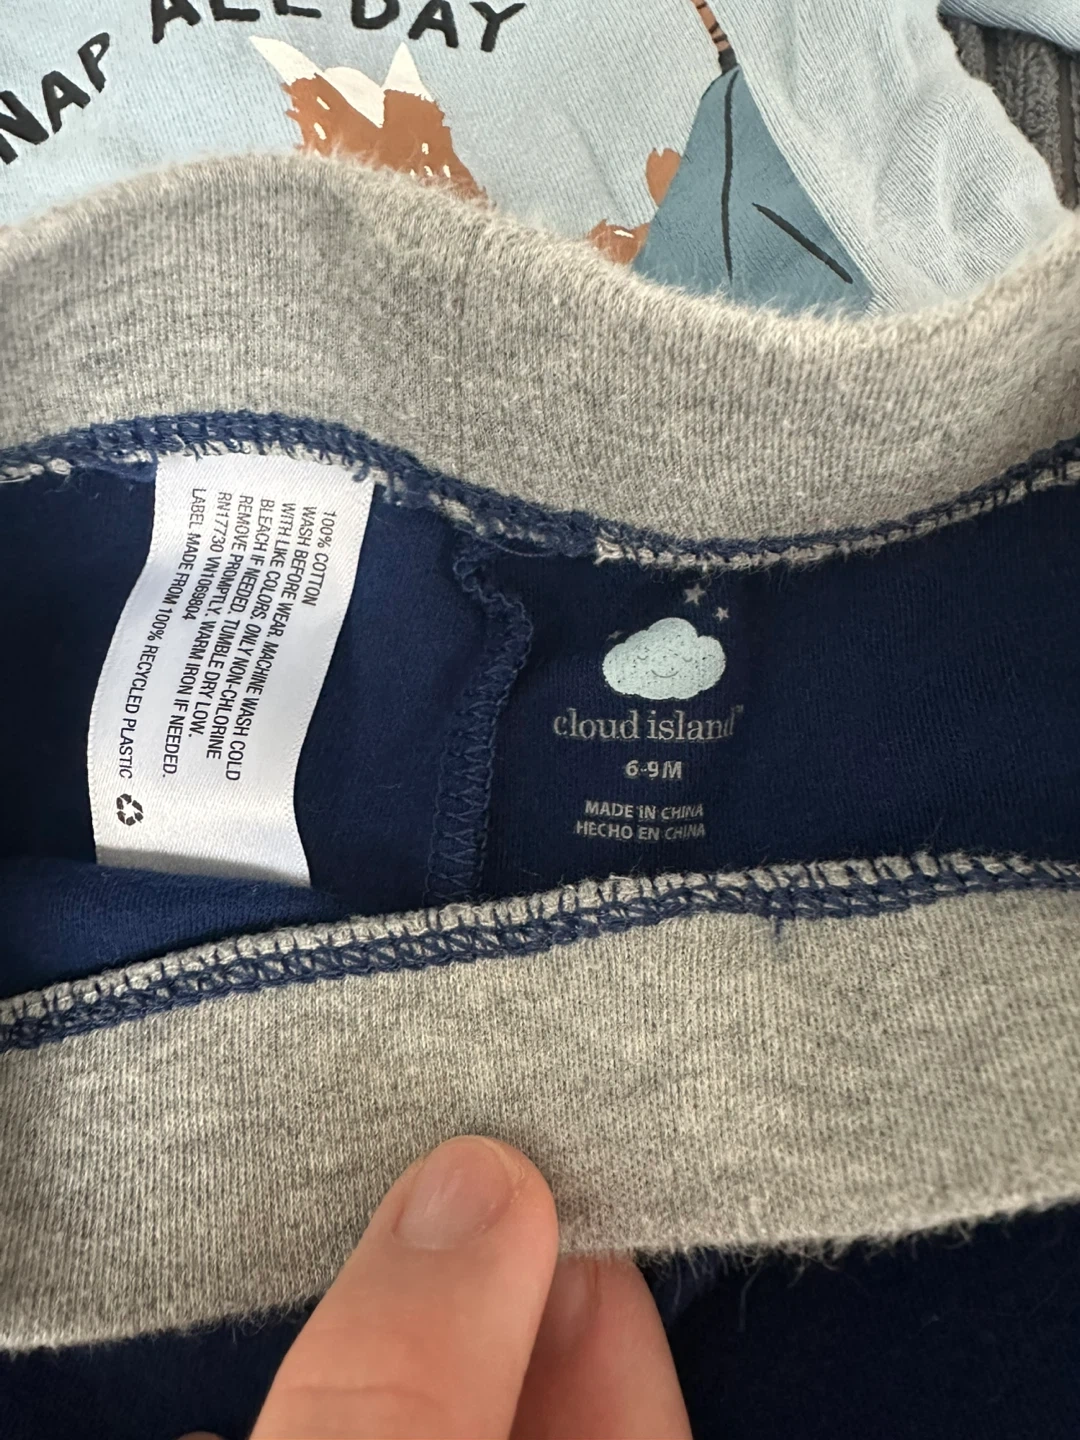 NAP ALL DAY
100% COTTON
WASH BEFORE WEAR. MACHINE WASH COLD
WITH LIKE COLORS. ONLY NON-CHLORINE
BLEACH IF NEEDED. TUMBLE DRY LOW.
REMOVE PROMPTLY. WARM IRON IF NEEDED.
RN17730 VN1069804
LABEL MADE FROM 100% RECYCLED PLASTIC
cloud island™
6-9M
MADE IN CHINA
HECHO EN CHINA